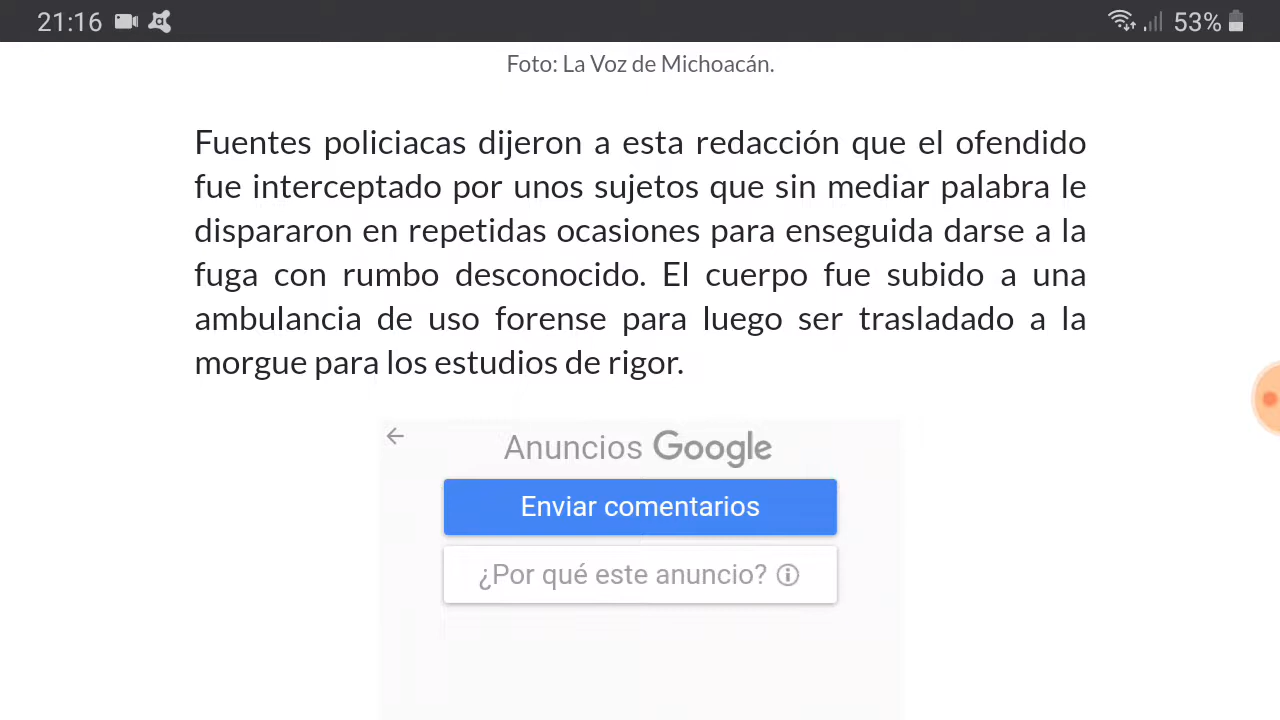 21:16
53%
Foto: La Voz de Michoacán.
Fuentes policiacas dijeron a esta redacción que el ofendido
fue interceptado por unos sujetos que sin mediar palabra le
dispararon en repetidas ocasiones para enseguida darse a la
fuga con rumbo desconocido. El cuerpo fue subido a una
ambulancia de uso forense para luego ser trasladado a la
morgue para los estudios de rigor.
Anuncios Google
Enviar comentarios
¿Por qué este anuncio?